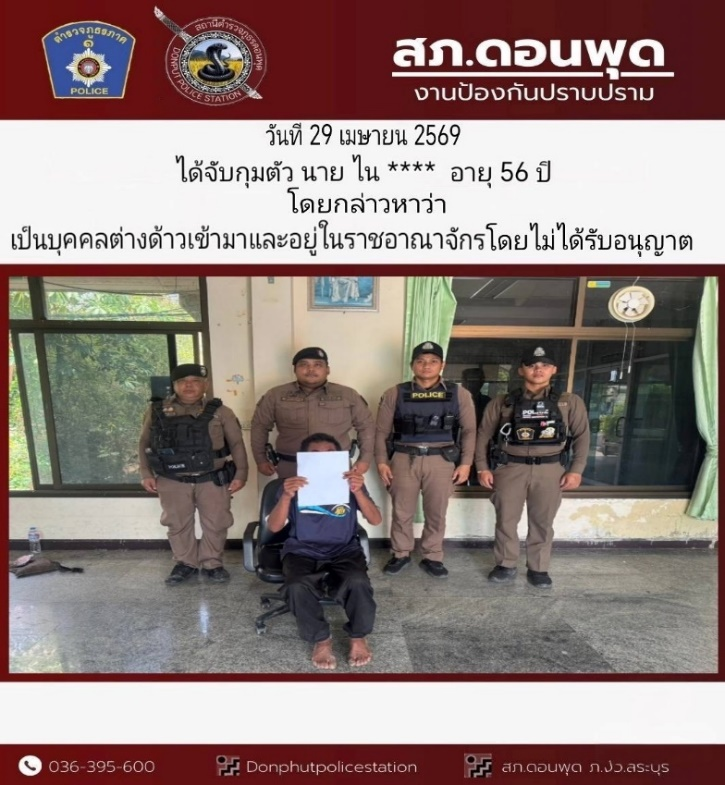 ตำรวจภูธรภาค
๑
POLICE
สถานีตำรวจภูธรดอนพุด
DONPUT POLICE STATION
สภ.ดอนพุด
งานป้องกันปราบปราม
วันที่ 29 เมษายน 2569
ได้จับกุมตัว นาย ไน **** อายุ 56 ปี
โดยกล่าวหาว่า
เป็นบุคคลต่างด้าวเข้ามาและอยู่ในราชอาณาจักรโดยไม่ได้รับอนุญาต
POLICE
POLICE
POLICE
036-395-600
Donphutpolicestation
สภ.ดอนพุด ภ.จว.สระบุร